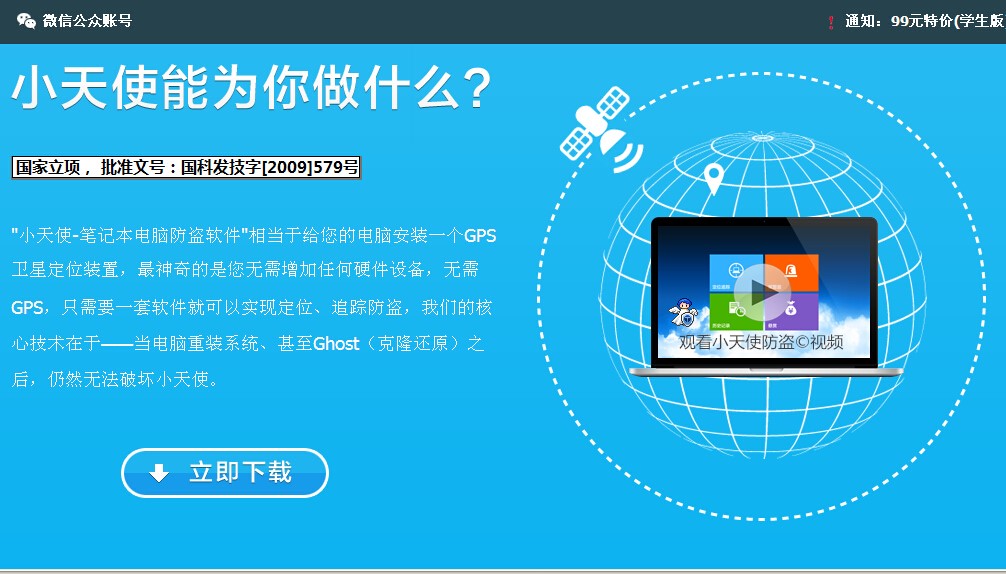 微信公众账号
通知：99元特价(学生版
小天使能为你做什么?
国家立项，批准文号：国科发技字[2009]579号
"小天使-笔记本电脑防盗软件"相当于给您的电脑安装一个GPS
卫星定位装置，最神奇的是您无需增加任何硬件设备，无需
GPS，只需要一套软件就可以实现定位、追踪防盗，我们的核
心技术在于——当电脑重装系统、甚至Ghost（克隆还原）之
后，仍然无法破坏小天使。
历史记录
观看小天使防盗©视频
立即下载